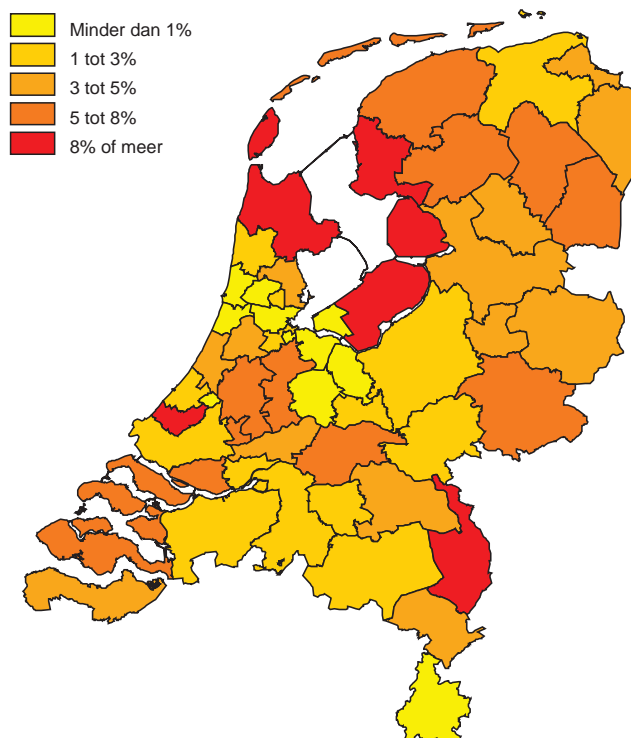 Minder dan 1%
1 tot 3%
3 tot 5%
5 tot 8%
8% of meer